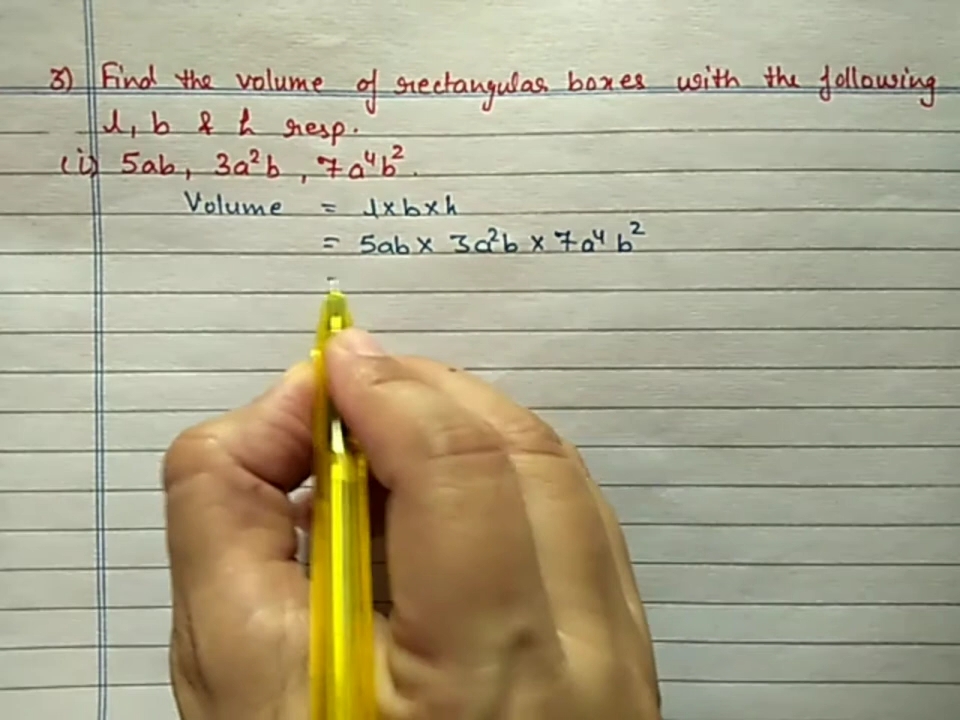 3) Find the volume of rectangular boxes with the following
l, b & h resp.
(i) 5ab, 3a²b, 7a⁴b².
Volume = l×b×h
= 5ab × 3a²b × 7a⁴b²
=